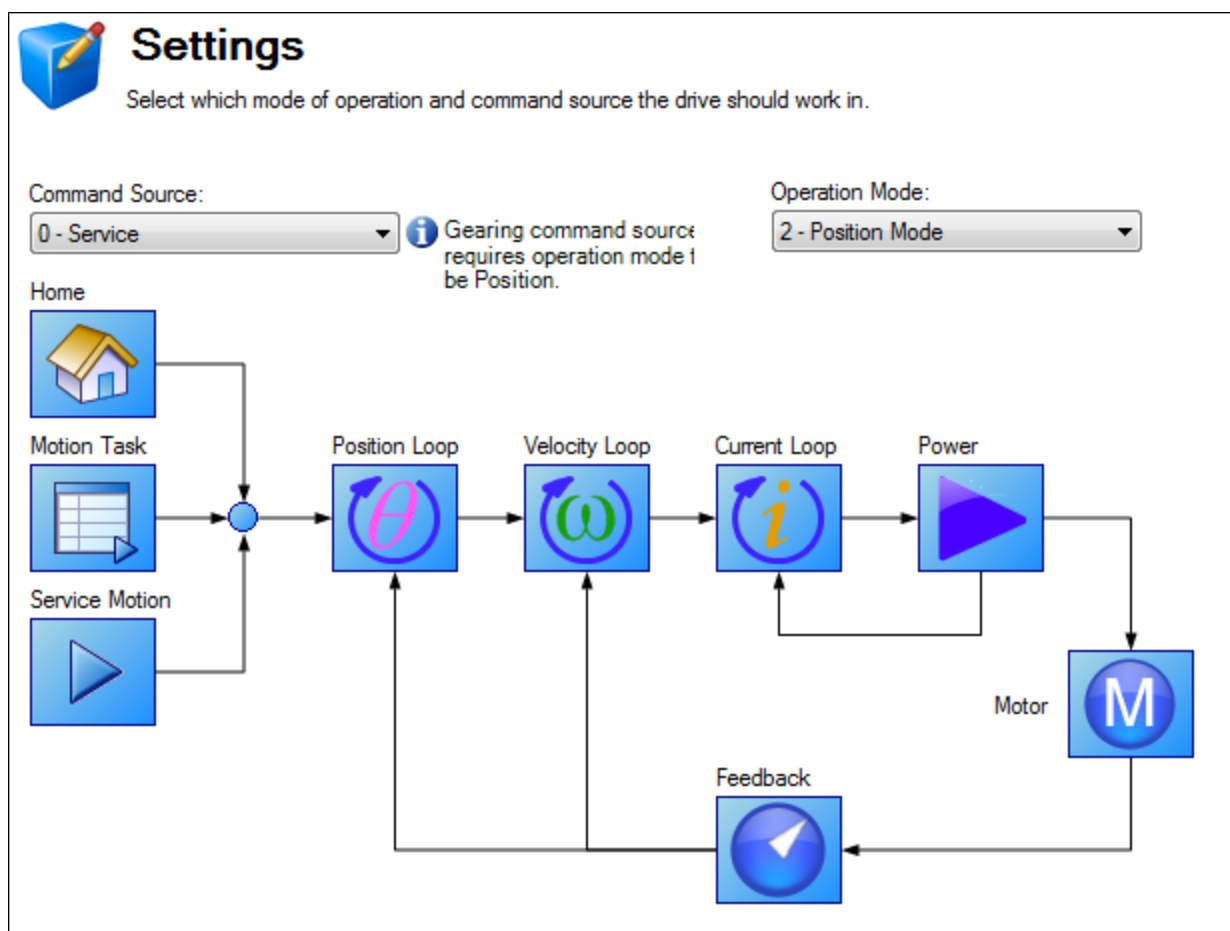 Settings
Select which mode of operation and command source the drive should work in.
Command Source:
Operation Mode:
0 - Service
2 - Position Mode
Gearing command source
requires operation mode
be Position.
Home
Motion Task
Position Loop
Velocity Loop
Current Loop
Power
θ
ω
i
Service Motion
Motor
M
Feedback